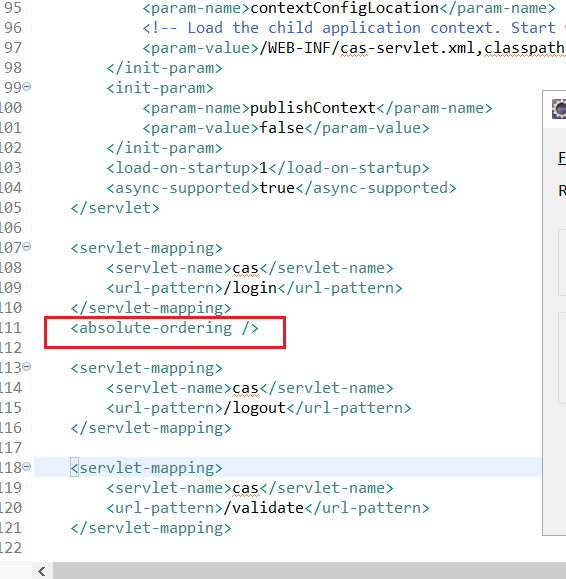 95 <param-name>contextConfigLocation</param-name>
96 <!-- Load the child application context. Start
97 <param-value>/WEB-INF/cas-servlet.xml,classpath
98 </init-param>
99 <init-param>
100 <param-name>publishContext</param-name>
101 <param-value>false</param-value>
102 </init-param>
103 <load-on-startup>1</load-on-startup>
104 <async-supported>true</async-supported>
105 </servlet>
106
107 <servlet-mapping>
108 <servlet-name>cas</servlet-name>
109 <url-pattern>/login</url-pattern>
110 </servlet-mapping>
111 <absolute-ordering />
112
113 <servlet-mapping>
114 <servlet-name>cas</servlet-name>
115 <url-pattern>/logout</url-pattern>
116 </servlet-mapping>
117
118 <servlet-mapping>
119 <servlet-name>cas</servlet-name>
120 <url-pattern>/validate</url-pattern>
121 </servlet-mapping>
122